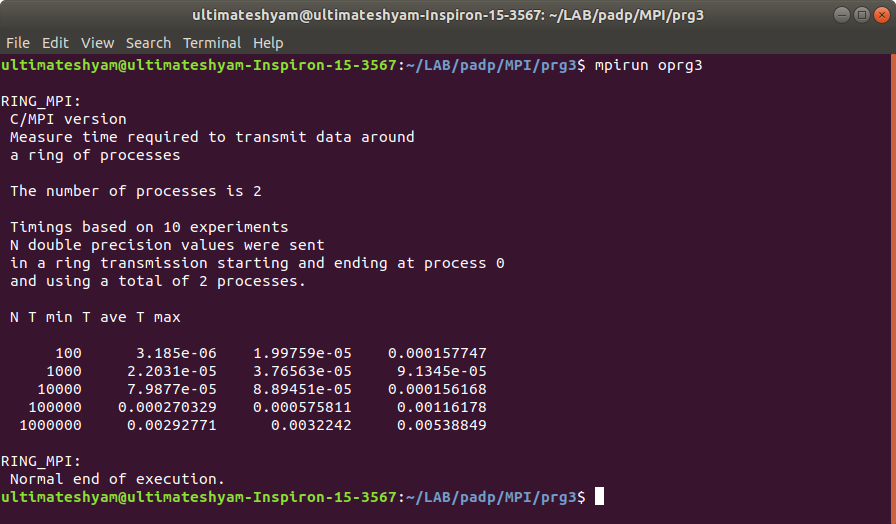 ultimateshyam@ultimateshyam-Inspiron-15-3567: ~/LAB/padp/MPI/prg3
File Edit View Search Terminal Help
ultimateshyam@ultimateshyam-Inspiron-15-3567:~/LAB/padp/MPI/prg3$ mpirun oprg3
RING_MPI:
C/MPI version
Measure time required to transmit data around
a ring of processes
The number of processes is 2
Timings based on 10 experiments
N double precision values were sent
in a ring transmission starting and ending at process 0
and using a total of 2 processes.
N T min T ave T max
100 3.185e-06 1.99759e-05 0.000157747
1000 2.2031e-05 3.76563e-05 9.1345e-05
10000 7.9877e-05 8.89451e-05 0.000156168
100000 0.000270329 0.000575811 0.00116178
1000000 0.00292771 0.0032242 0.00538849
RING_MPI:
Normal end of execution.
ultimateshyam@ultimateshyam-Inspiron-15-3567:~/LAB/padp/MPI/prg3$